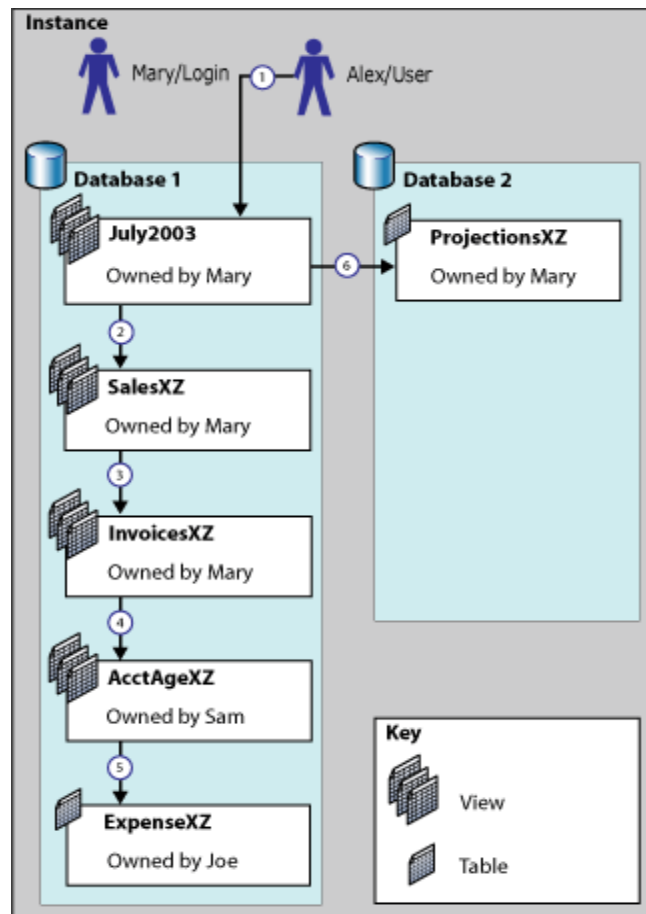 Instance
Mary/Login
1
Alex/User
Database 1
Database 2
July2003
Owned by Mary
6
ProjectionsXZ
Owned by Mary
2
SalesXZ
Owned by Mary
3
InvoicesXZ
Owned by Mary
4
AcctAgeXZ
Owned by Sam
5
ExpenseXZ
Owned by Joe
Key
View
Table